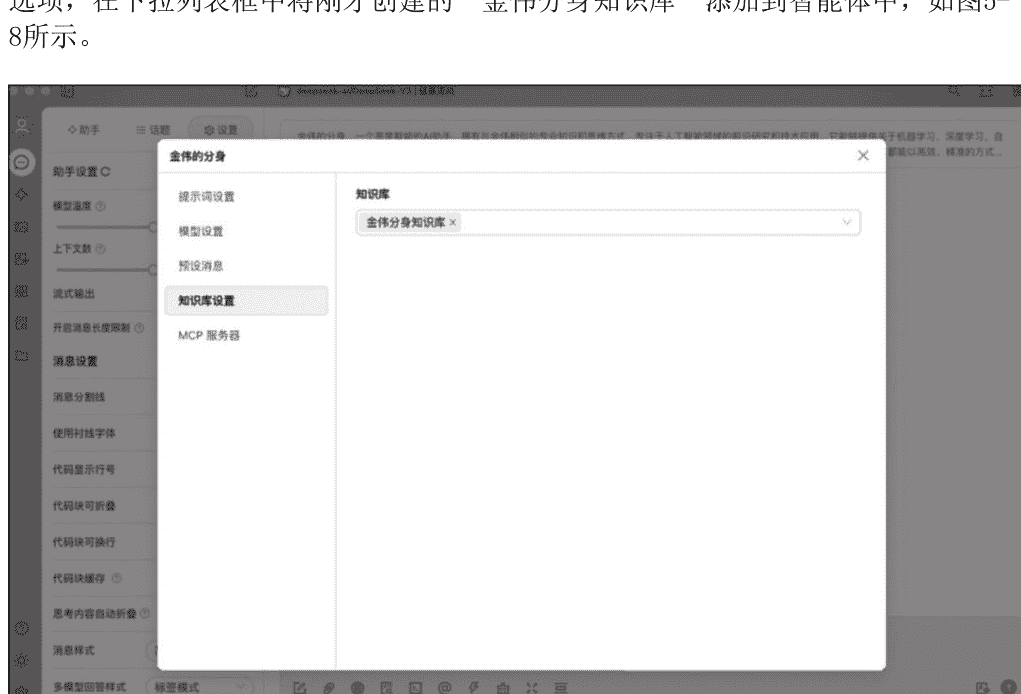 选项，在下拉列表框中将刚才创建的“金伟分身知识库”添加到智能体中，如图5-
8所示。
助手
话题
设置
金伟的分身
助手设置
模型温度
上下文数
流式输出
开启消息长度限制
消息设置
消息分割线
使用衬线字体
代码显示行号
代码块可折叠
代码块可换行
代码块缓存
思考内容自动折叠
消息样式
多模型回答样式
标签模式
提示词设置
模型设置
预设消息
知识库设置
MCP 服务器
知识库
金伟分身知识库 ×